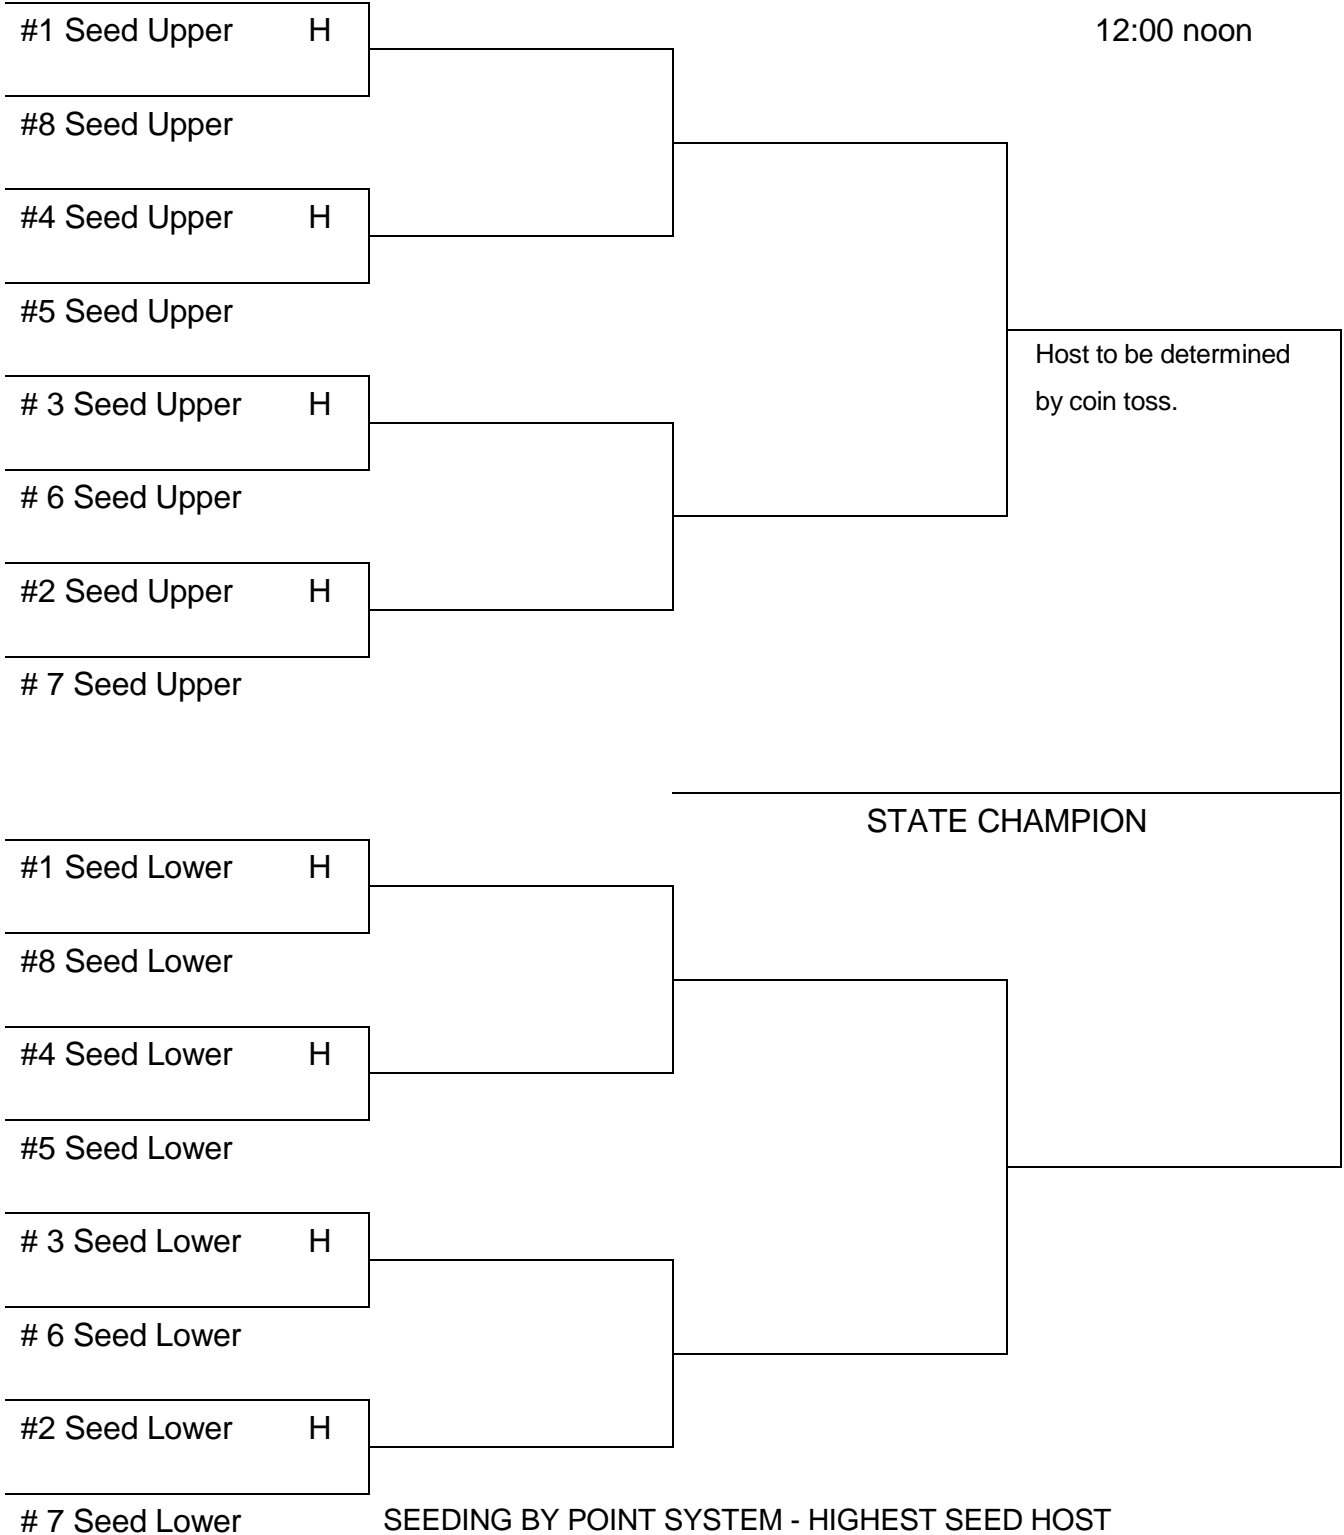 #1 Seed Upper H 12:00 noon
#8 Seed Upper
#4 Seed Upper H
#5 Seed Upper
Host to be determined
# 3 Seed Upper H by coin toss.
# 6 Seed Upper
#2 Seed Upper H
# 7 Seed Upper
STATE CHAMPION
#1 Seed Lower H
#8 Seed Lower
#4 Seed Lower H
#5 Seed Lower
# 3 Seed Lower H
# 6 Seed Lower
#2 Seed Lower H
# 7 Seed Lower SEEDING BY POINT SYSTEM - HIGHEST SEED HOST